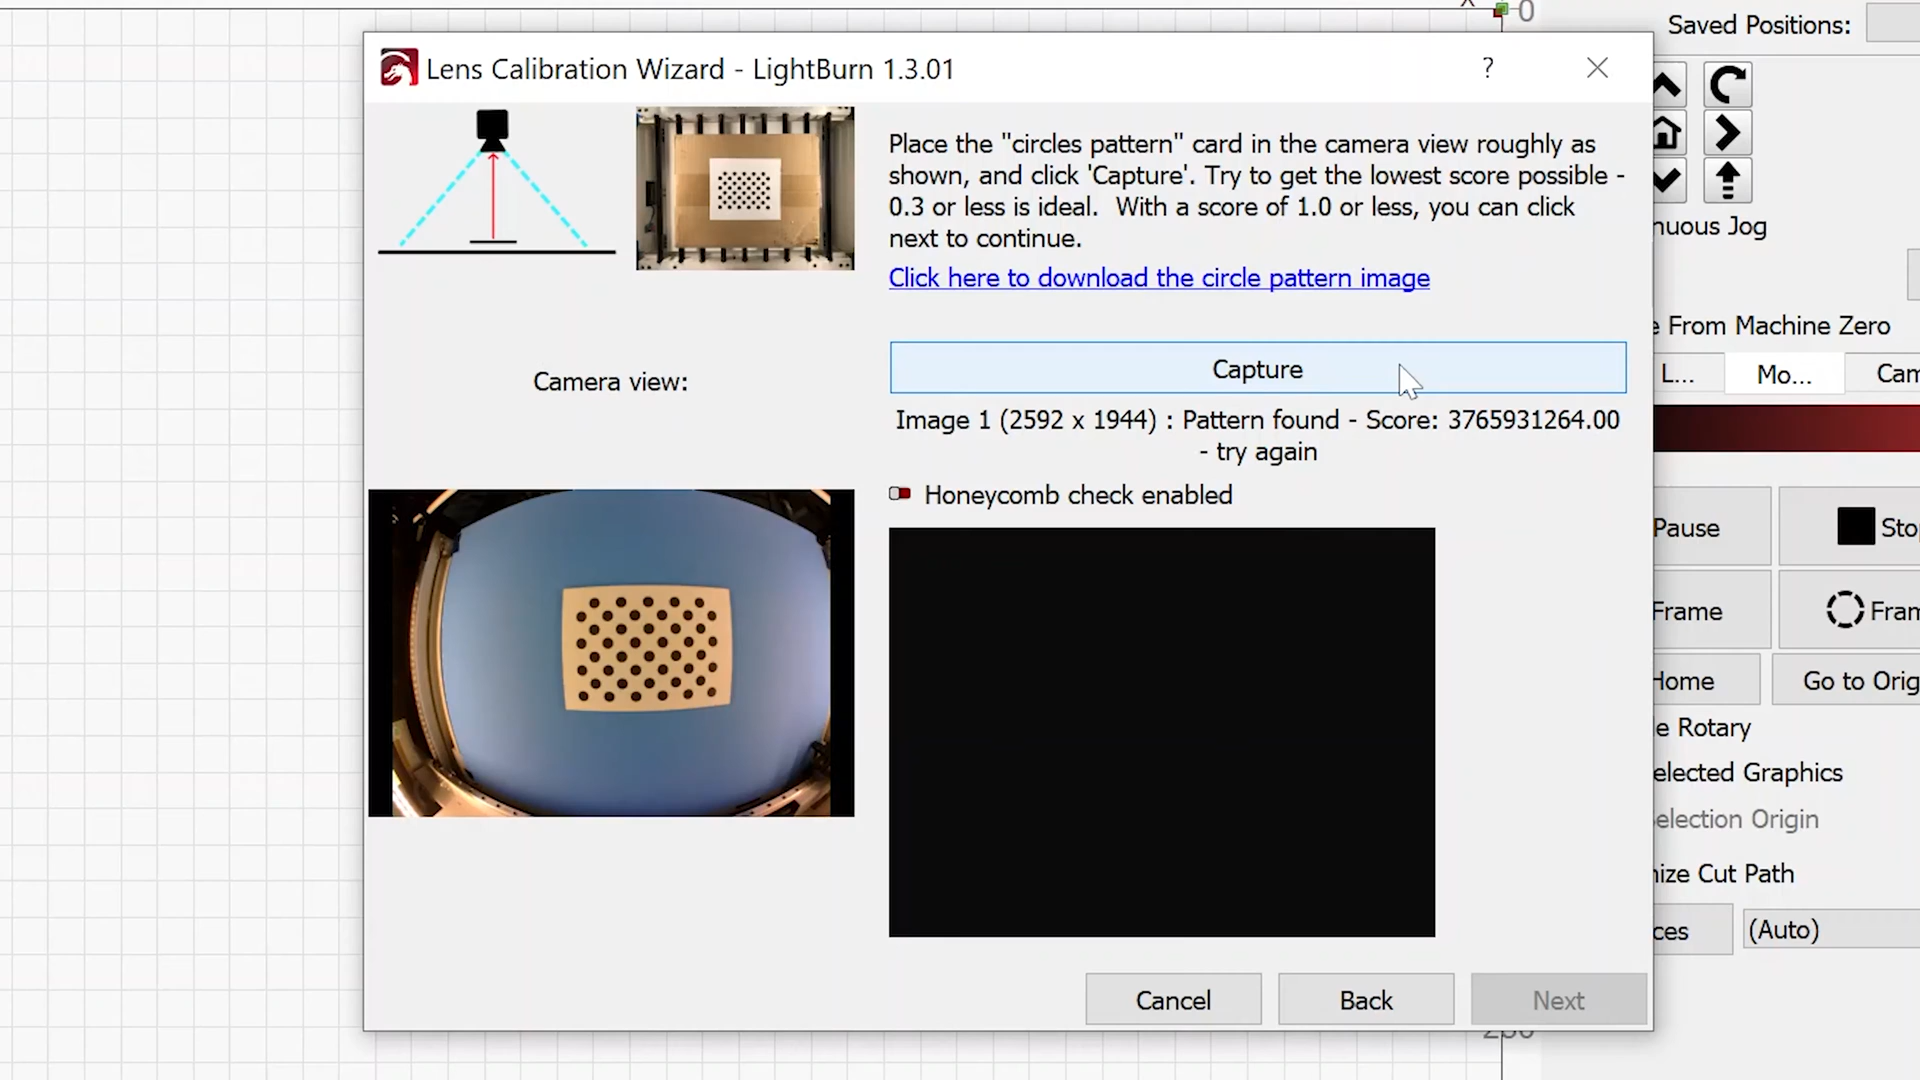 0
Saved Positions:
Lens Calibration Wizard - LightBurn 1.3.01
?
Place the "circles pattern" card in the camera view roughly as
shown, and click 'Capture'. Try to get the lowest score possible -
0.3 or less is ideal. With a score of 1.0 or less, you can click
next to continue.
Click here to download the circle pattern image
Camera view:
Capture
Image 1 (2592 x 1944) : Pattern found - Score: 3765931264.00
- try again
Honeycomb check enabled
Cancel
Back
Next
nuous Jog
e From Machine Zero
L...
Mo...
Cam
Pause
Sto
Frame
Fram
Home
Go to Orig
e Rotary
elected Graphics
election Origin
ize Cut Path
ces
(Auto)